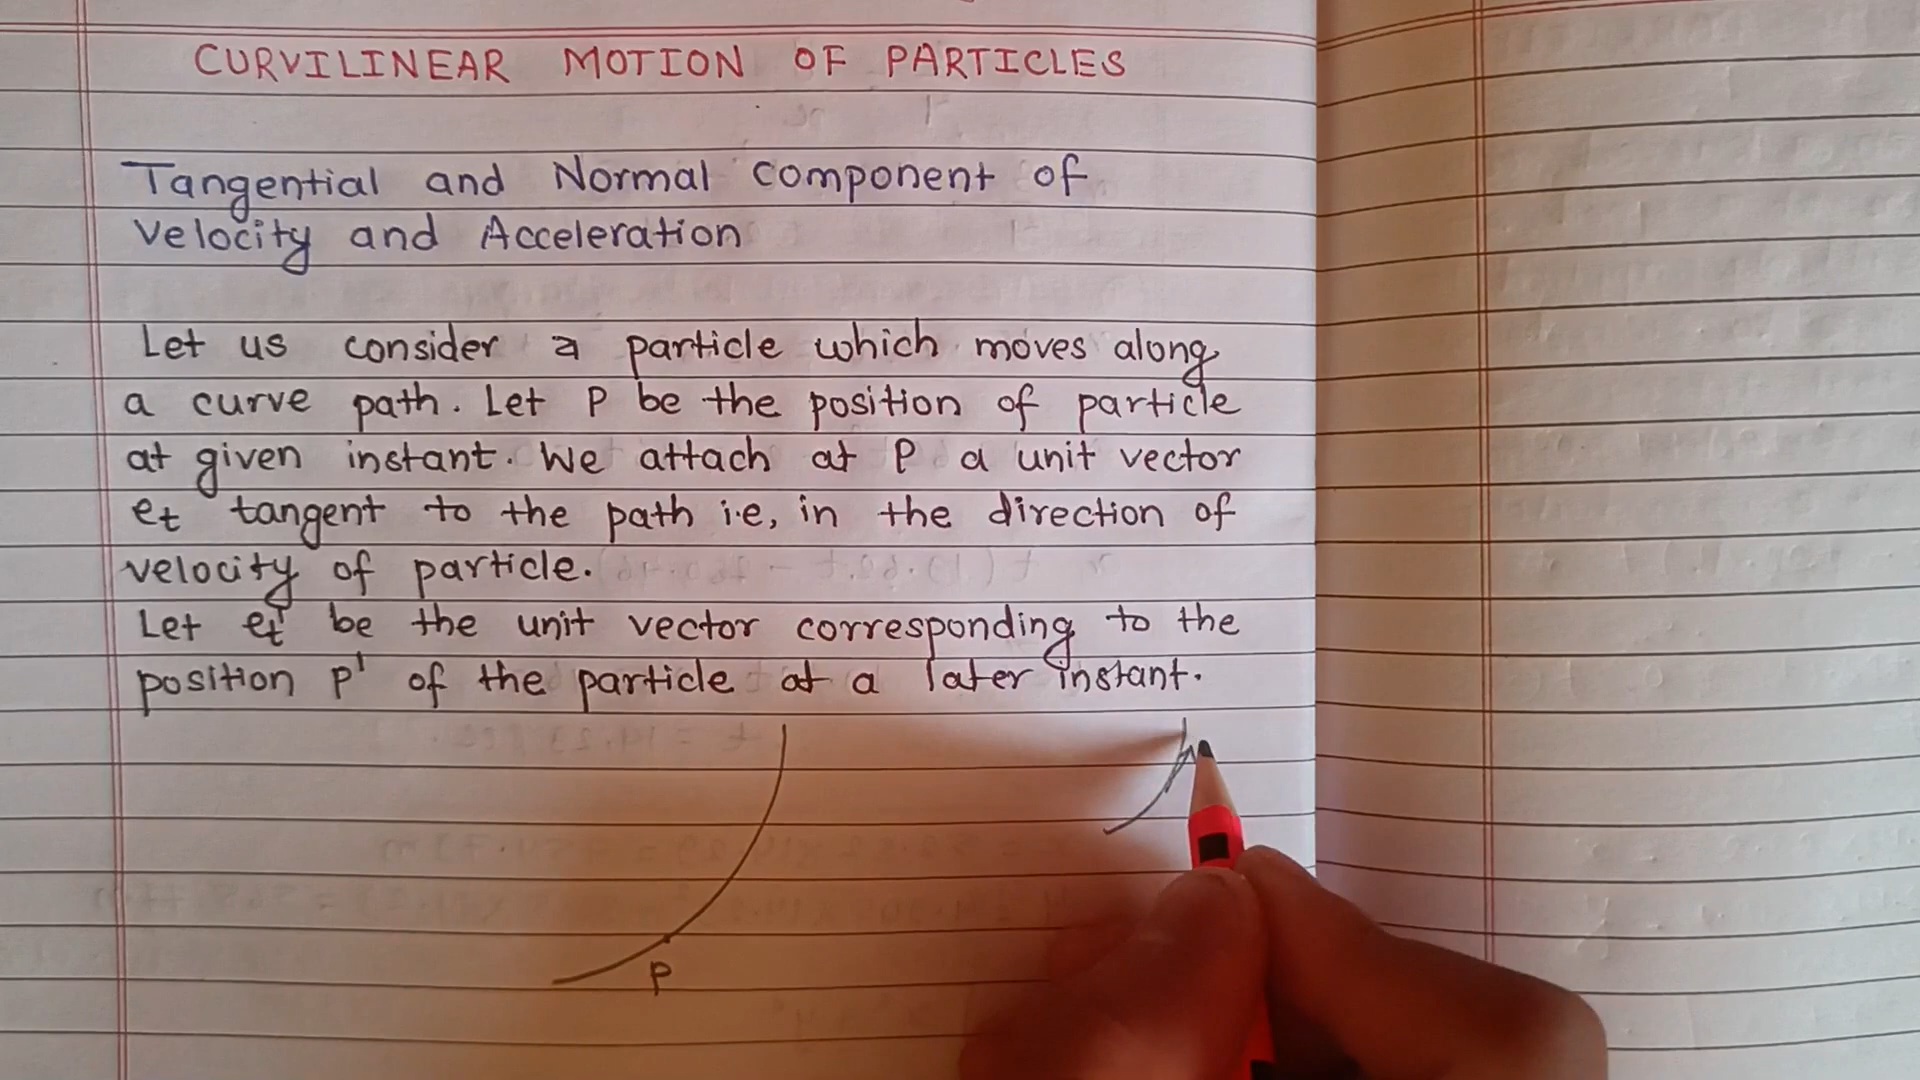 CURVILINEAR MOTION OF PARTICLES
Tangential and Normal component of
Velocity and Acceleration
Let us consider a particle which moves along
a curve path. Let P be the position of particle
at given instant. We attach at P a unit vector
et tangent to the path i.e, in the direction of
velocity of particle.
Let et' be the unit vector corresponding to the
position P' of the particle at a later instant.
P